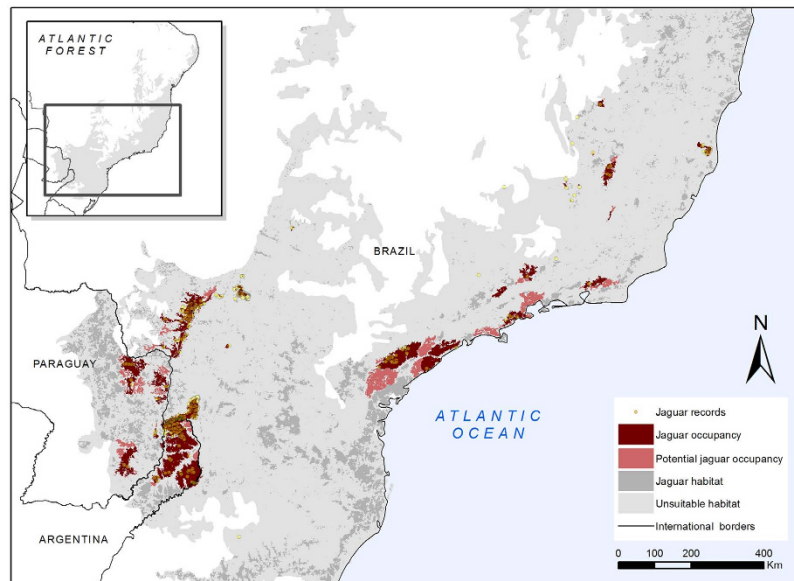 ATLANTIC
FOREST
BRAZIL
PARAGUAY
ARGENTINA
ATLANTIC
OCEAN
N
Jaguar records
Jaguar occupancy
Potential jaguar occupancy
Jaguar habitat
Unsuitable habitat
International borders
0 100 200 400
Km